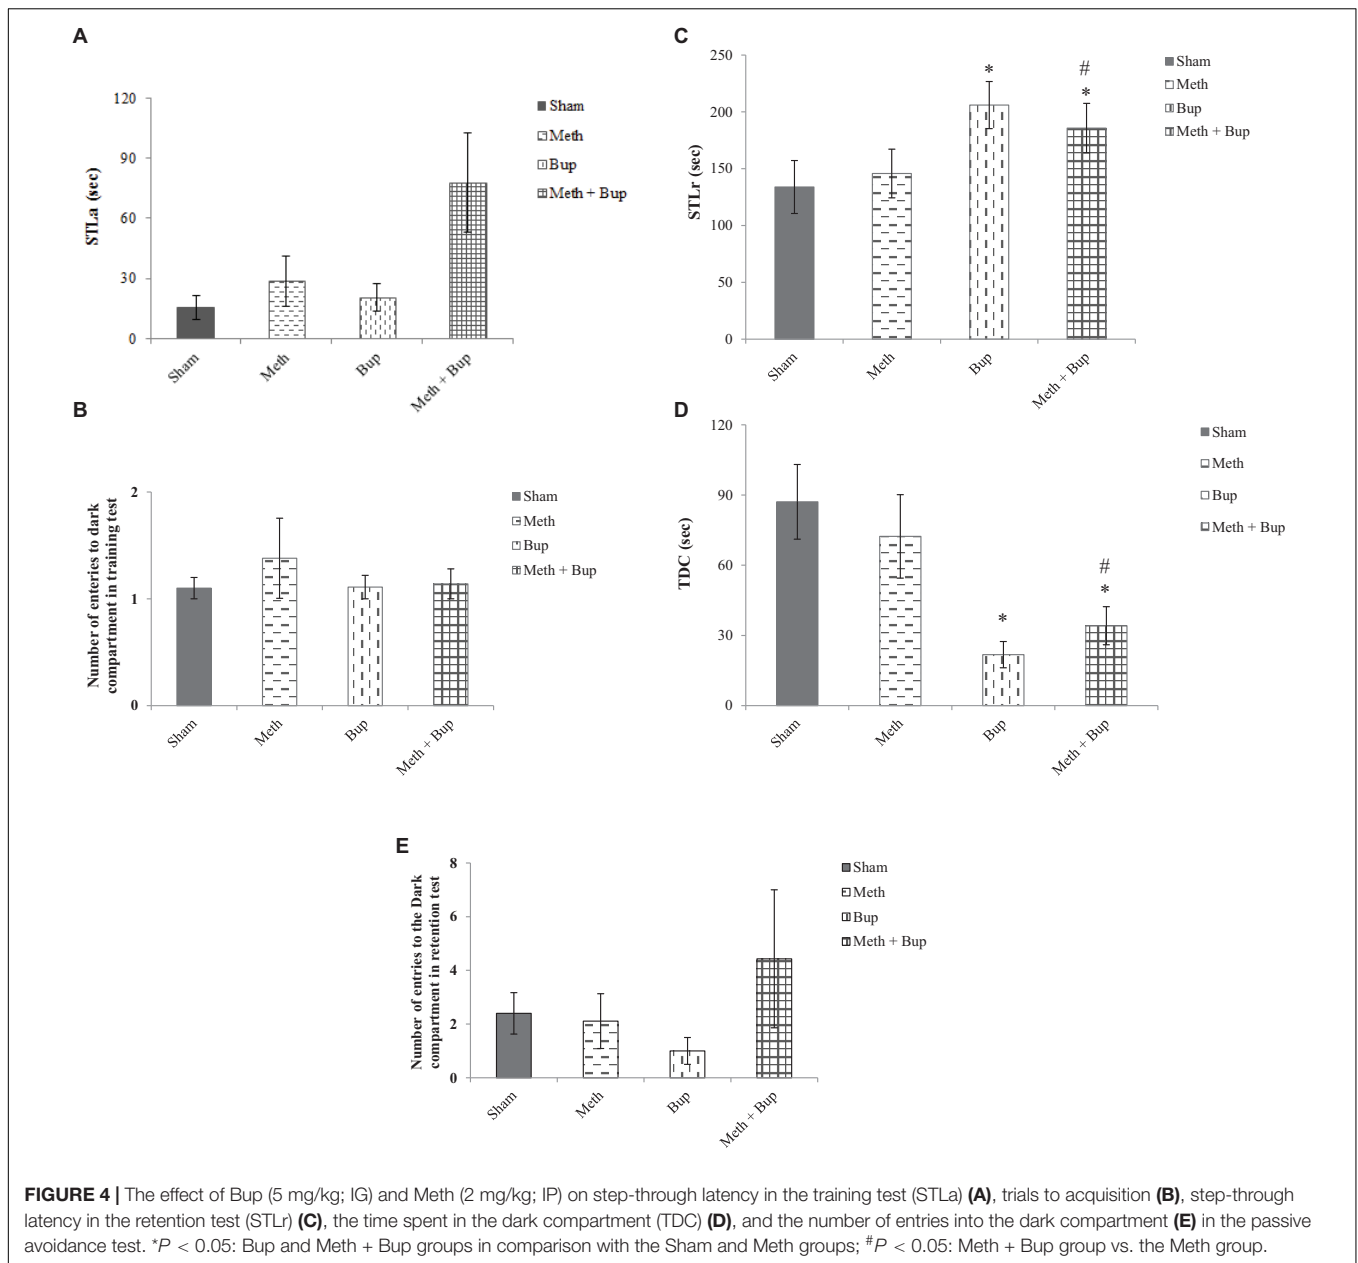 A
STLa (sec)
120
90
60
30
0
Sham
Meth
Bup
Meth + Bup
Sham
Meth
Bup
Meth + Bup
C
STLr (sec)
250
200
150
100
50
0
*
#
*
Sham
Meth
Bup
Meth + Bup
Sham
Meth
Bup
Meth + Bup
B
Number of enteries to dark
compartment in training test
2
1
0
Sham
Meth
Bup
Meth + Bup
Sham
Meth
Bup
Meth + Bup
D
TDC (sec)
120
90
60
30
0
*
#
*
Sham
Meth
Bup
Meth + Bup
Sham
Meth
Bup
Meth + Bup
E
Number of entries to the Dark
compartment in retention test
8
6
4
2
0
Sham
Meth
Bup
Meth + Bup
Sham
Meth
Bup
Meth + Bup
FIGURE 4 | The effect of Bup (5 mg/kg; IG) and Meth (2 mg/kg; IP) on step-through latency in the training test (STLa) (A), trials to acquisition (B), step-through
latency in the retention test (STLr) (C), the time spent in the dark compartment (TDC) (D), and the number of entries into the dark compartment (E) in the passive
avoidance test. *P < 0.05: Bup and Meth + Bup groups in comparison with the Sham and Meth groups; #P < 0.05: Meth + Bup group vs. the Meth group.